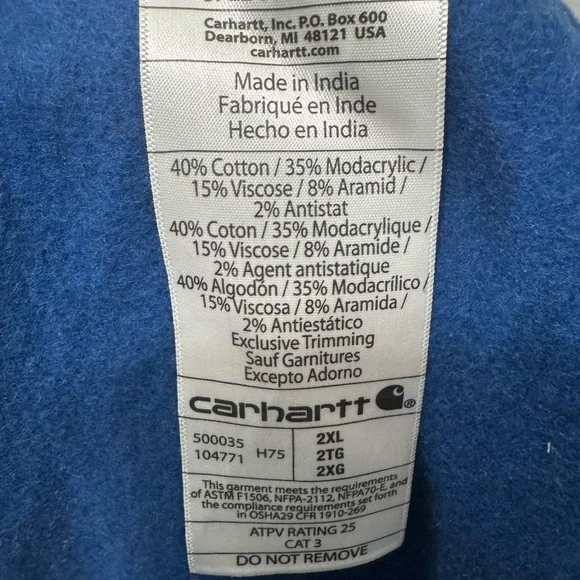 Carhartt, Inc. P.O. Box 600
Dearborn, MI 48121 USA
carhartt.com
Made in India
Fabriqué en Inde
Hecho en India
40% Cotton / 35% Modacrylic /
15% Viscose / 8% Aramid /
2% Antistat
40% Coton / 35% Modacrylique /
15% Viscose / 8% Aramide /
2% Agent antistatique
40% Algodón / 35% Modacrílico /
15% Viscosa / 8% Aramida /
2% Antiestático
Exclusive Trimming
Sauf Garnitures
Excepto Adorno
carhartt
500035
104771 H75
2XL
2TG
2XG
This garment meets the requirements
of ASTM F1506, NFPA-2112, NFPA70-E, and
the compliance requirements set forth
in OSHA29 CFR 1910-269
ATPV RATING 25
CAT 3
DO NOT REMOVE